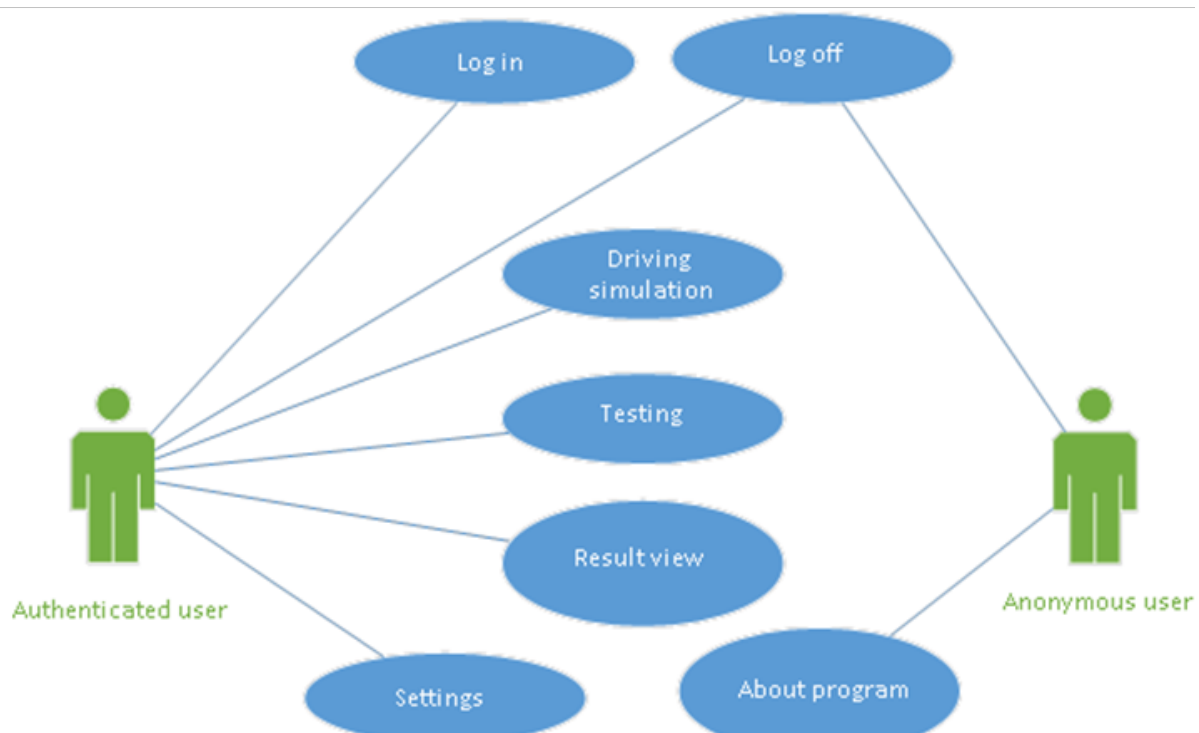 Log in
Log off
Driving
simulation
Testing
Result view
Authenticated user
Anonymous user
Settings
About program